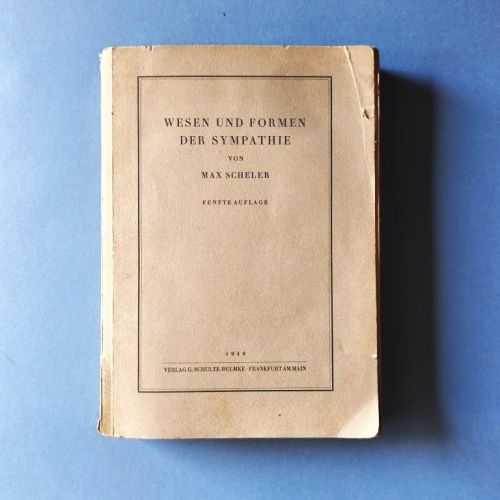 WESEN UND FORMEN
DER SYMPATHIE
VON
MAX SCHELER
FÜNFTE AUFLAGE
1948
VERLAG G. SCHULTE-BULMKE · FRANKFURT AM MAIN